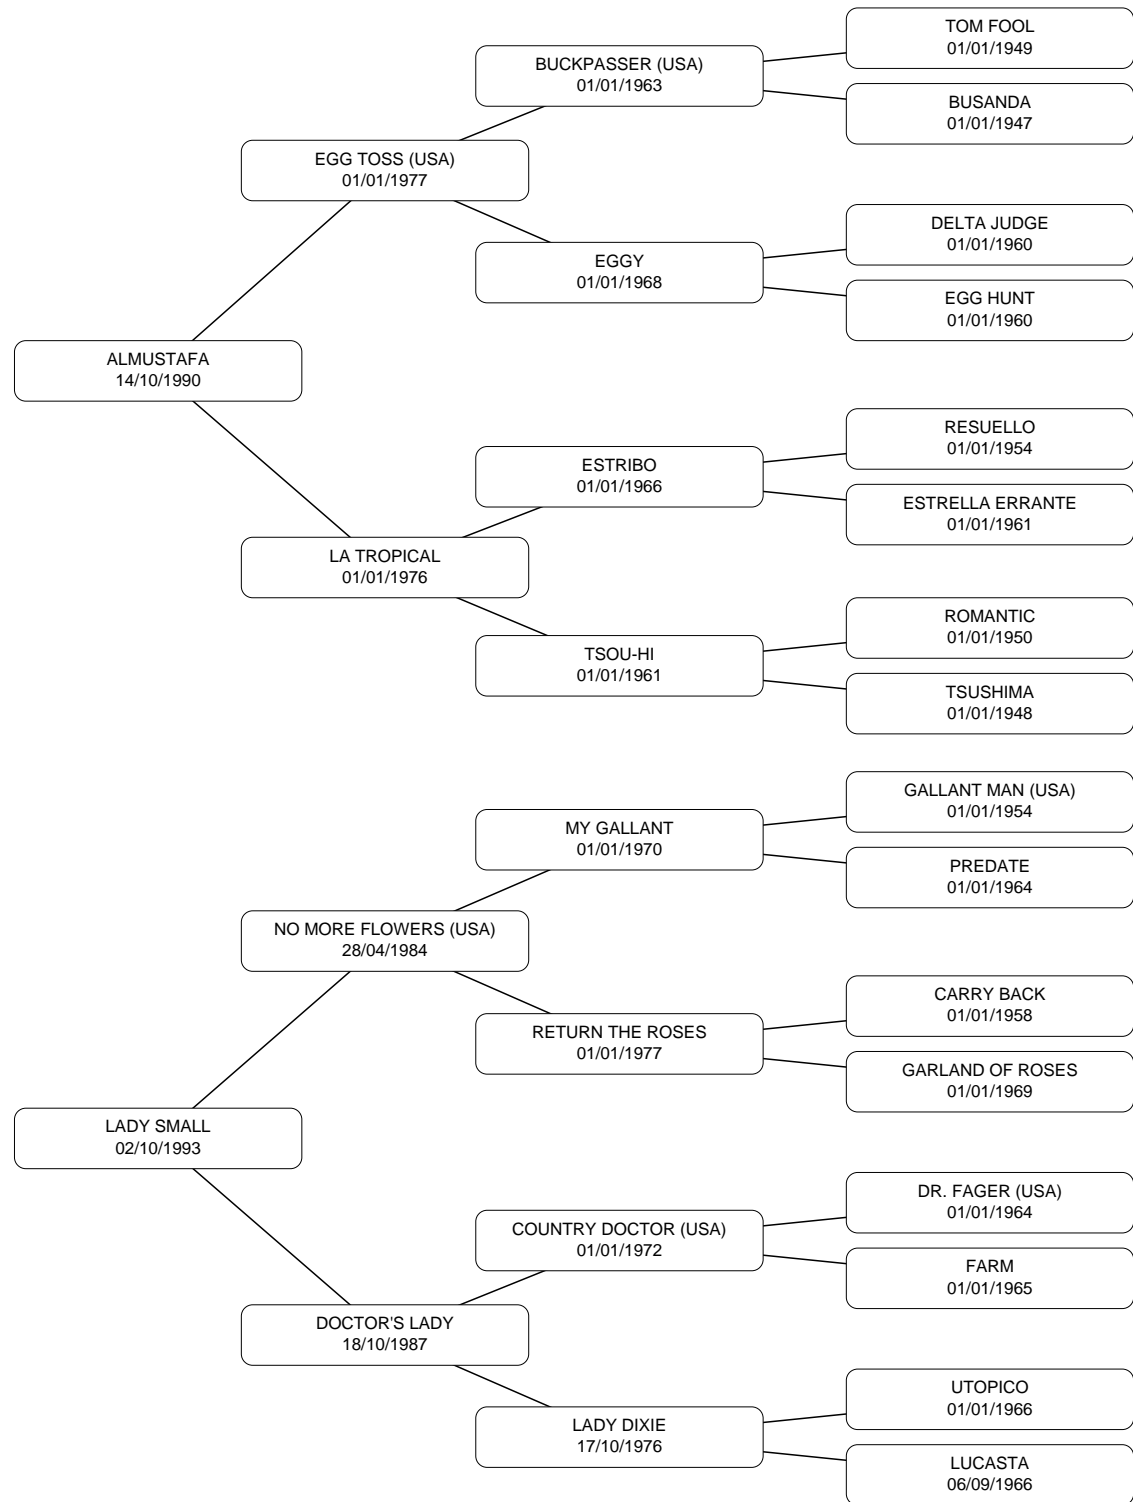 TOM FOOL
01/01/1949
BUCKPASSER (USA)
01/01/1963
BUSANDA
01/01/1947
EGG TOSS (USA)
01/01/1977
DELTA JUDGE
01/01/1960
EGGY
01/01/1968
EGG HUNT
01/01/1960
ALMUSTAFA
14/10/1990
RESUELLO
01/01/1954
ESTRIBO
01/01/1966
ESTRELLA ERRANTE
01/01/1961
LA TROPICAL
01/01/1976
ROMANTIC
01/01/1950
TSOU-HI
01/01/1961
TSUSHIMA
01/01/1948
GALLANT MAN (USA)
01/01/1954
MY GALLANT
01/01/1970
PREDATE
01/01/1964
NO MORE FLOWERS (USA)
28/04/1984
CARRY BACK
01/01/1958
RETURN THE ROSES
01/01/1977
GARLAND OF ROSES
01/01/1969
LADY SMALL
02/10/1993
DR. FAGER (USA)
01/01/1964
COUNTRY DOCTOR (USA)
01/01/1972
FARM
01/01/1965
DOCTOR'S LADY
18/10/1987
UTOPICO
01/01/1966
LADY DIXIE
17/10/1976
LUCASTA
06/09/1966